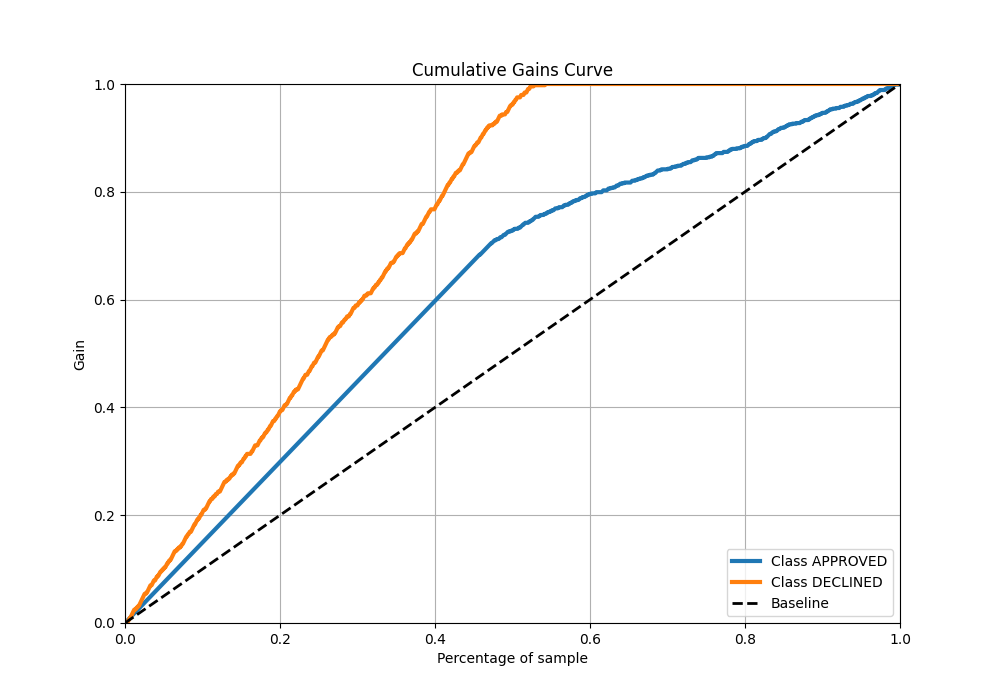 Cumulative Gains Curve
1.0
0.8
0.6
0.4
0.2
0.0
Gain
0.0 0.2 0.4 0.6 0.8 1.0
Percentage of sample
Class APPROVED
Class DECLINED
Baseline